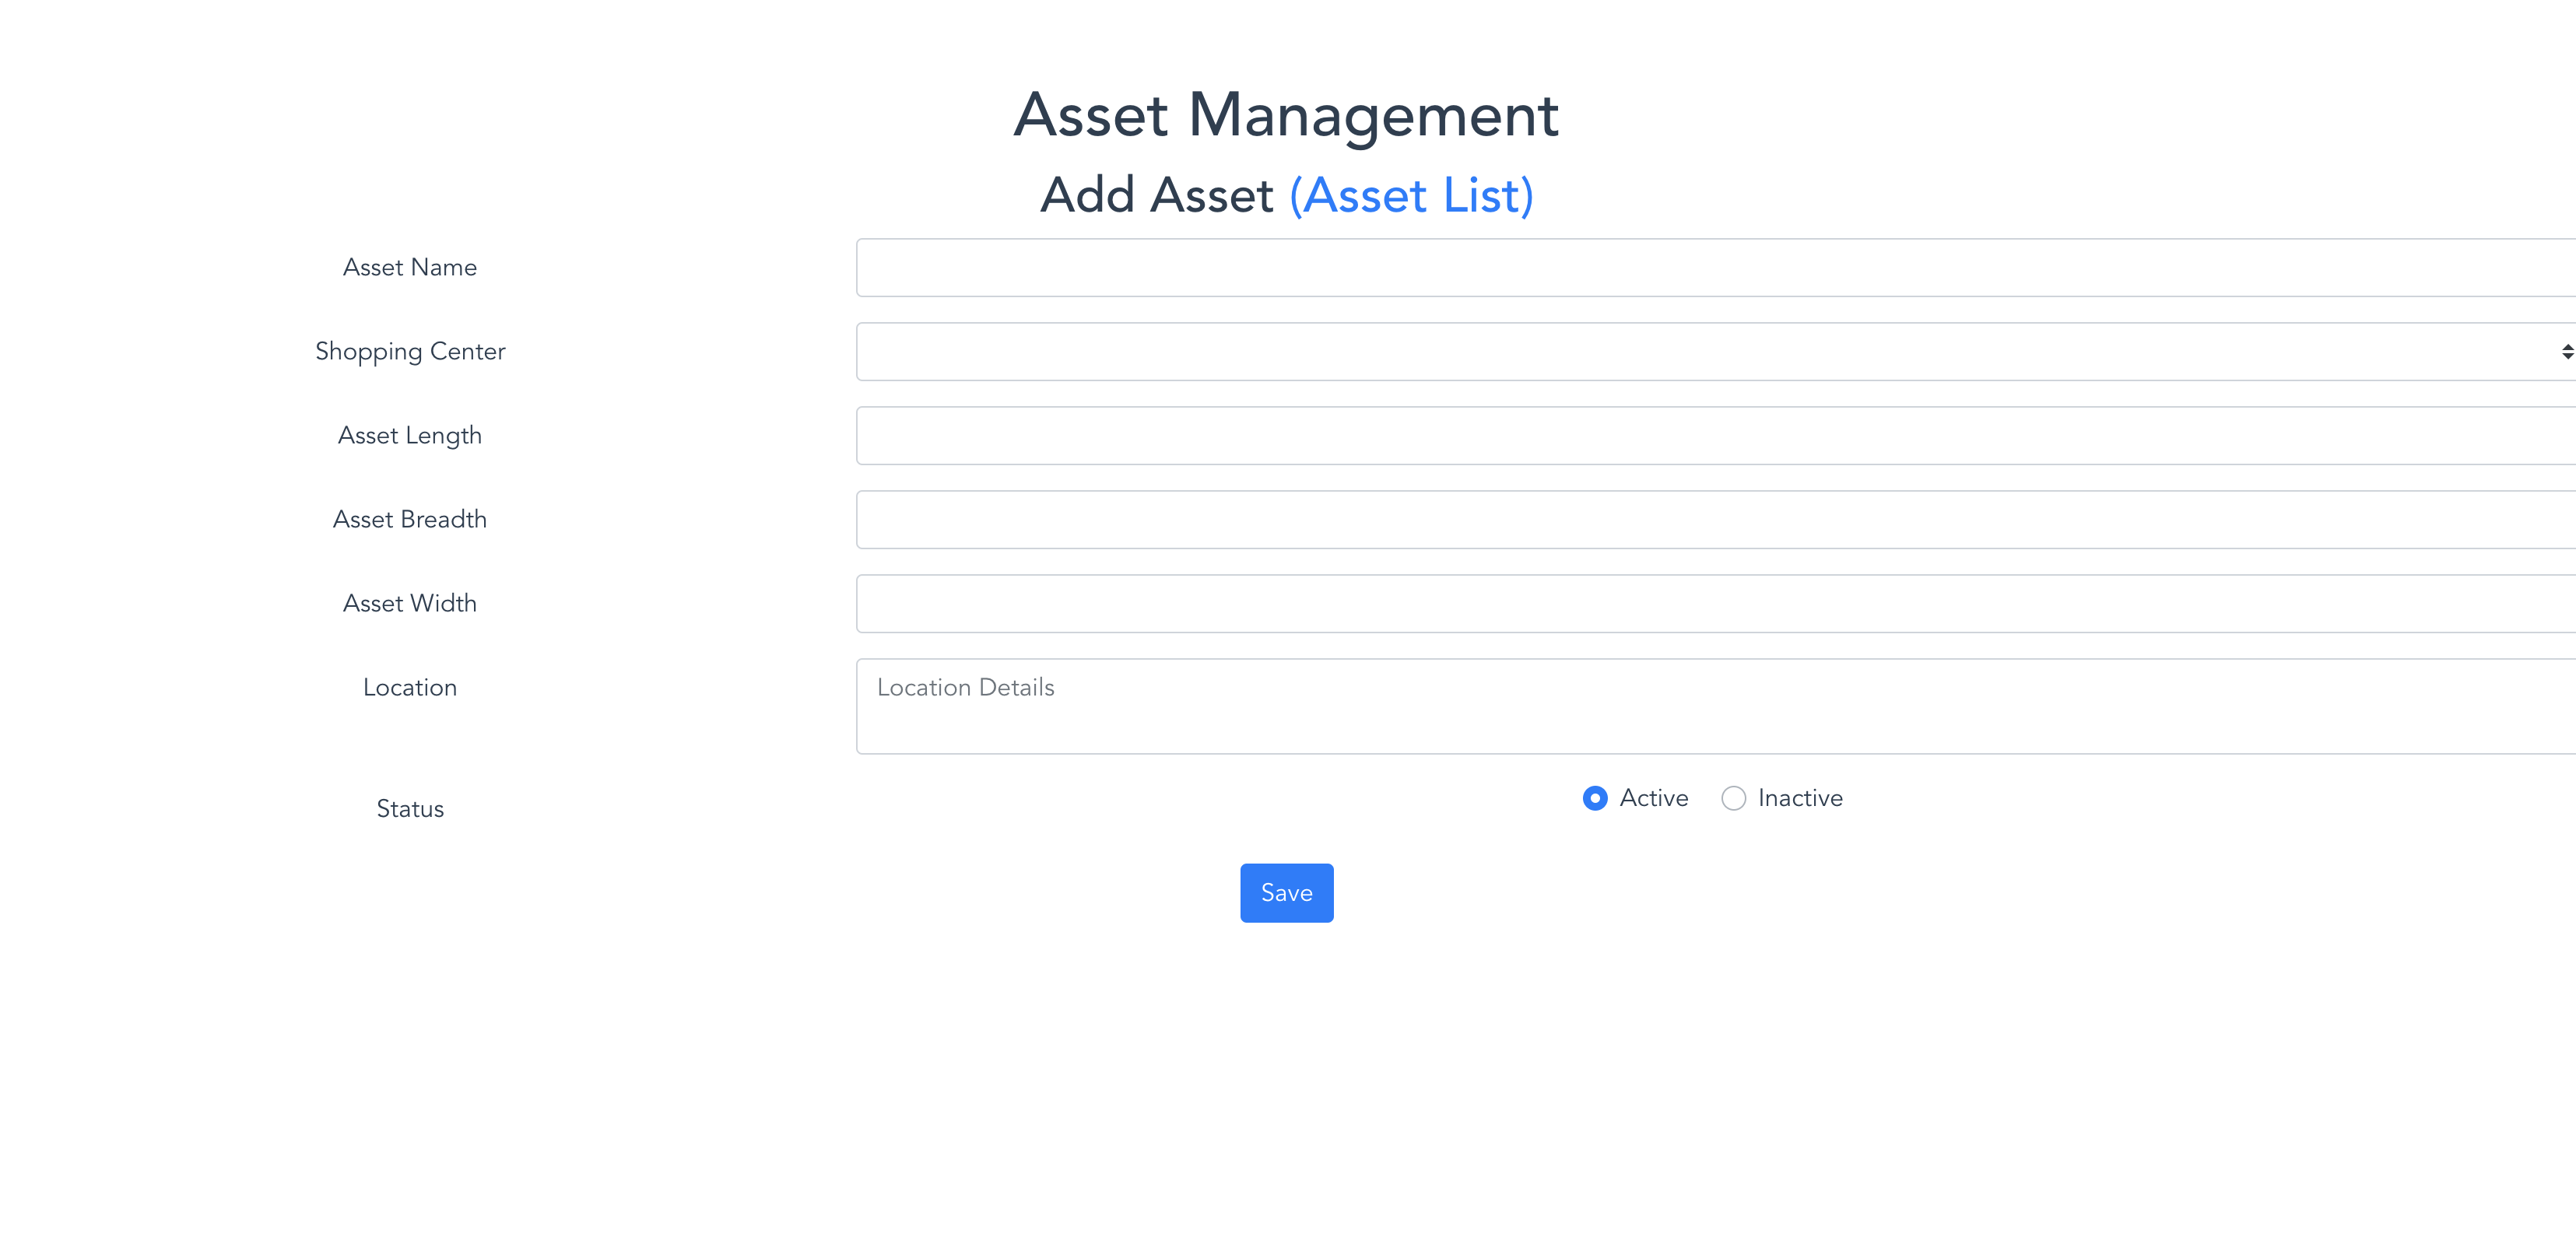 Asset Management
Add Asset (Asset List)
Asset Name
Shopping Center
Asset Length
Asset Breadth
Asset Width
Location
Location Details
Status
Active Inactive
Save